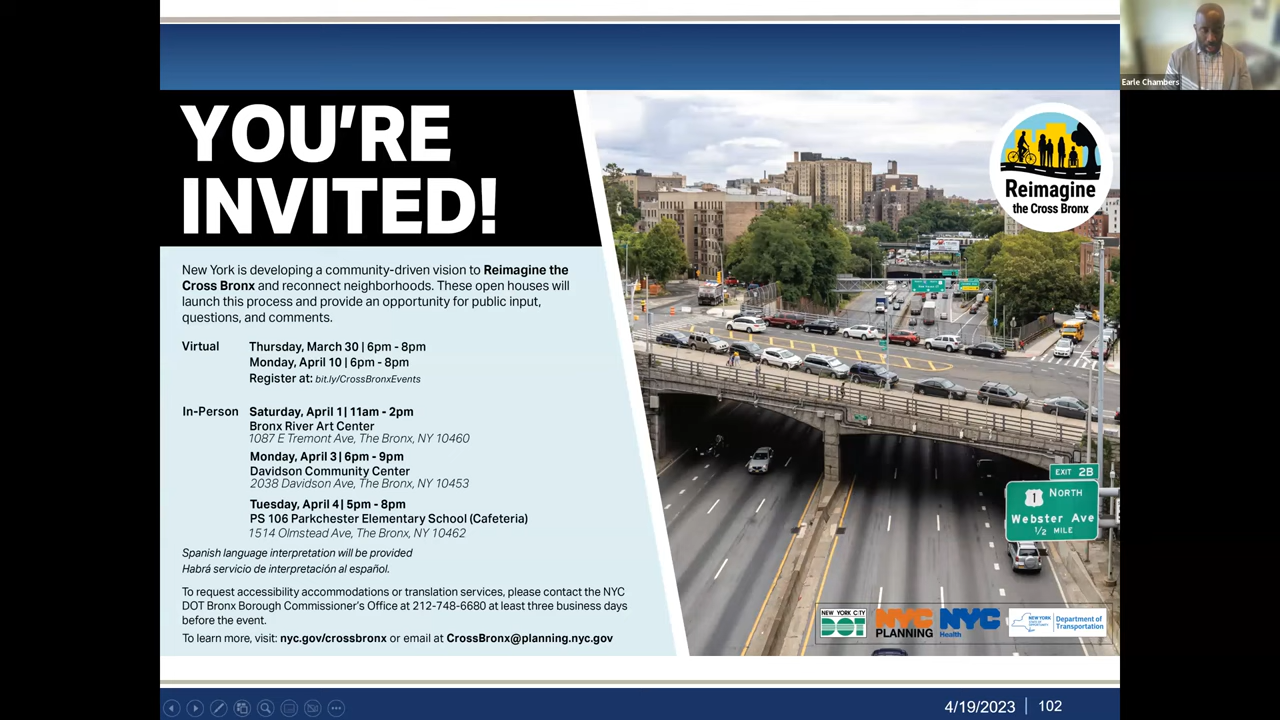 Earle Chambers
YOU'RE
INVITED!
Reimagine
the Cross Bronx
New York is developing a community-driven vision to Reimagine the
Cross Bronx and reconnect neighborhoods. These open houses will
launch this process and provide an opportunity for public input,
questions, and comments.
Virtual Thursday, March 30 | 6pm - 8pm
Monday, April 10 | 6pm - 8pm
Register at: bit.ly/CrossBronxEvents
In-Person Saturday, April 1 | 11am - 2pm
Bronx River Art Center
1087 E Tremont Ave, The Bronx, NY 10460
Monday, April 3 | 6pm - 9pm
Davidson Community Center
2038 Davidson Ave, The Bronx, NY 10453
Tuesday, April 4 | 5pm - 8pm
PS 106 Parkchester Elementary School (Cafeteria)
1514 Olmstead Ave, The Bronx, NY 10462
Spanish language interpretation will be provided
Habrá servicio de interpretación al español.
To request accessibility accommodations or translation services, please contact the NYC
DOT Bronx Borough Commissioner's Office at 212-748-6680 at least three business days
before the event.
To learn more, visit: nyc.gov/crossbronx or email at CrossBronx@planning.nyc.gov
EXIT 2B
1 NORTH
Webster Ave
1/2 MILE
NEW YORK CITY
DOT
NYC
PLANNING
NYC
Health
NEW YORK
STATE OF
OPPORTUNITY
Department of
Transportation
4/19/2023 | 102